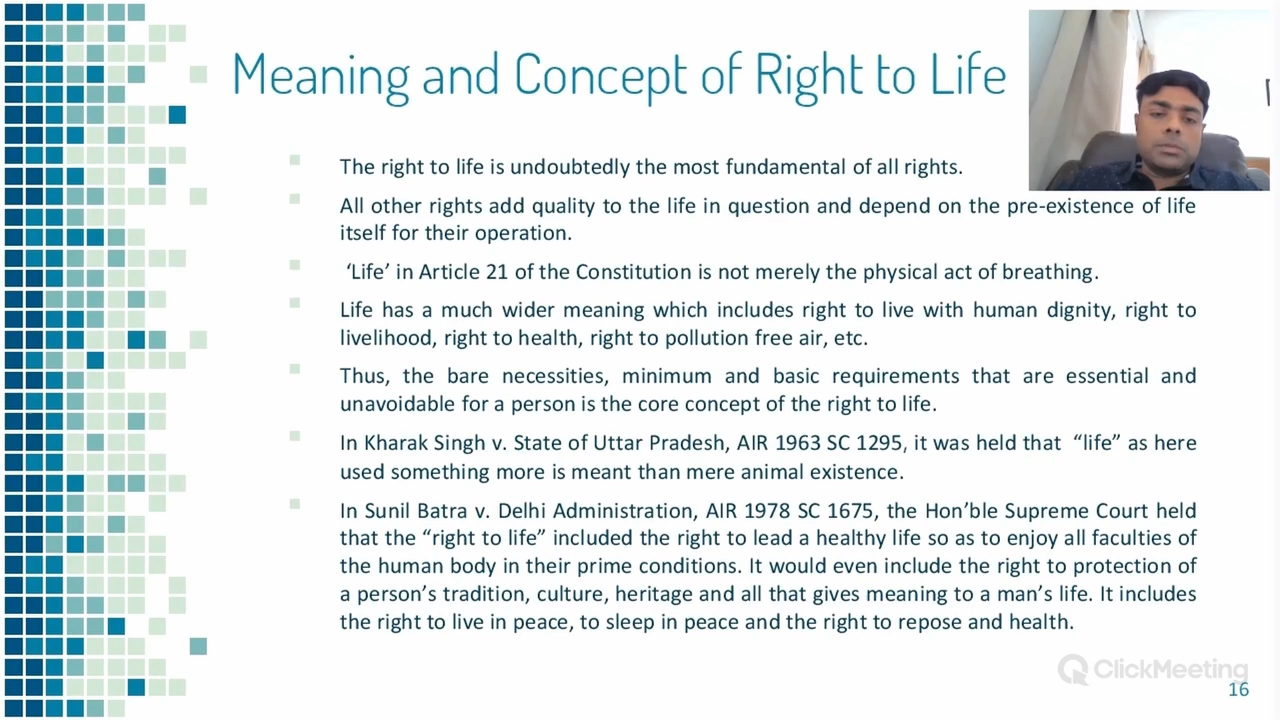 Meaning and Concept of Right to Life
The right to life is undoubtedly the most fundamental of all rights.
All other rights add quality to the life in question and depend on the pre-existence of life
itself for their operation.
‘Life’ in Article 21 of the Constitution is not merely the physical act of breathing.
Life has a much wider meaning which includes right to live with human dignity, right to
livelihood, right to health, right to pollution free air, etc.
Thus, the bare necessities, minimum and basic requirements that are essential and
unavoidable for a person is the core concept of the right to life.
In Kharak Singh v. State of Uttar Pradesh, AIR 1963 SC 1295, it was held that “life” as here
used something more is meant than mere animal existence.
In Sunil Batra v. Delhi Administration, AIR 1978 SC 1675, the Hon’ble Supreme Court held
that the “right to life” included the right to lead a healthy life so as to enjoy all faculties of
the human body in their prime conditions. It would even include the right to protection of
a person’s tradition, culture, heritage and all that gives meaning to a man’s life. It includes
the right to live in peace, to sleep in peace and the right to repose and health.
ClickMeeting
16